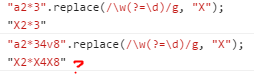 "a2*3".replace(/\w(?=\d)/g, "X");
"X2*3"
"a2*34v8".replace(/\w(?=\d)/g, "X");
"X2*X4X8" ?